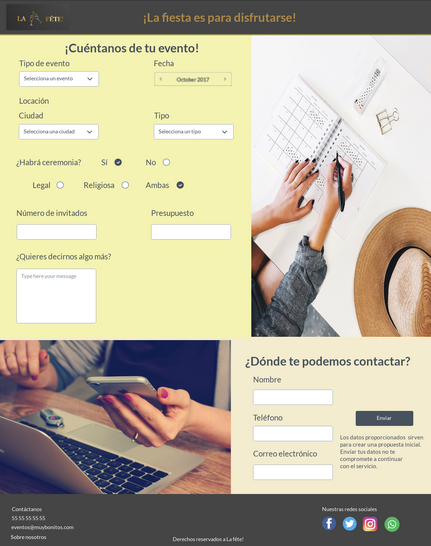 LA FÊTE
¡La fiesta es para disfrutarse!
¡Cuéntanos de tu evento!
Tipo de evento
Fecha
Selecciona un evento
October 2017
Locación
Ciudad
Tipo
Selecciona una ciudad
Selecciona un tipo
¿Habrá ceremonia? Sí No
Legal Religiosa Ambas
Número de invitados
Presupuesto
¿Quieres decirnos algo más?
Type here your message
¿Dónde te podemos contactar?
Nombre
Teléfono
Enviar
Correo electrónico
Los datos proporcionados sirven
para crear una propuesta inicial.
Enviar tus datos no te
compromete a continuar
con el servicio.
Contáctanos
55 55 55 55 55
eventos@muybonitos.com
Sobre nosotros
Nuestras redes sociales
Derechos reservados a La fête!